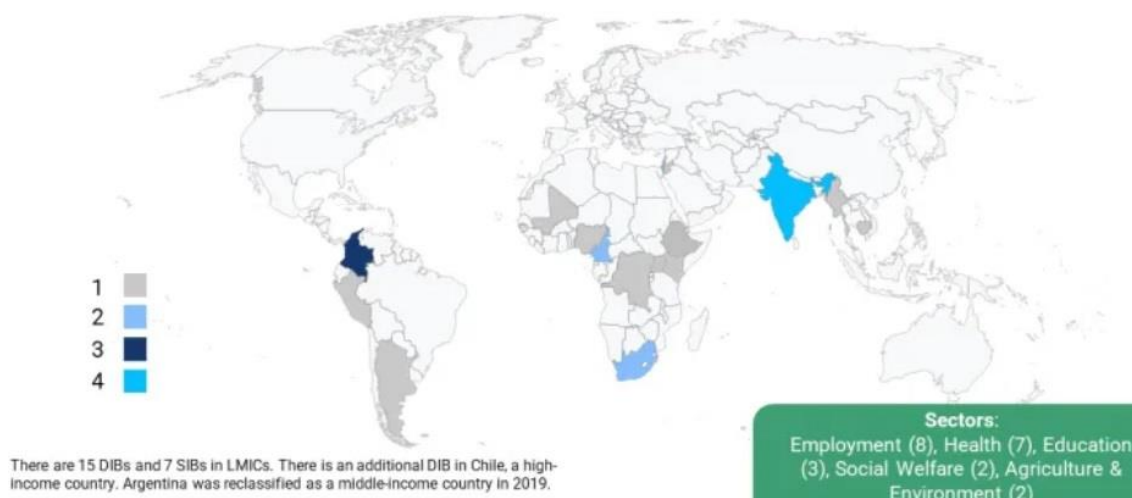 1
2
3
4
There are 15 DIBs and 7 SIBs in LMICs. There is an additional DIB in Chile, a high-
income country. Argentina was reclassified as a middle-income country in 2019.
Sectors:
Employment (8), Health (7), Education
(3), Social Welfare (2), Agriculture &
Environment (2)